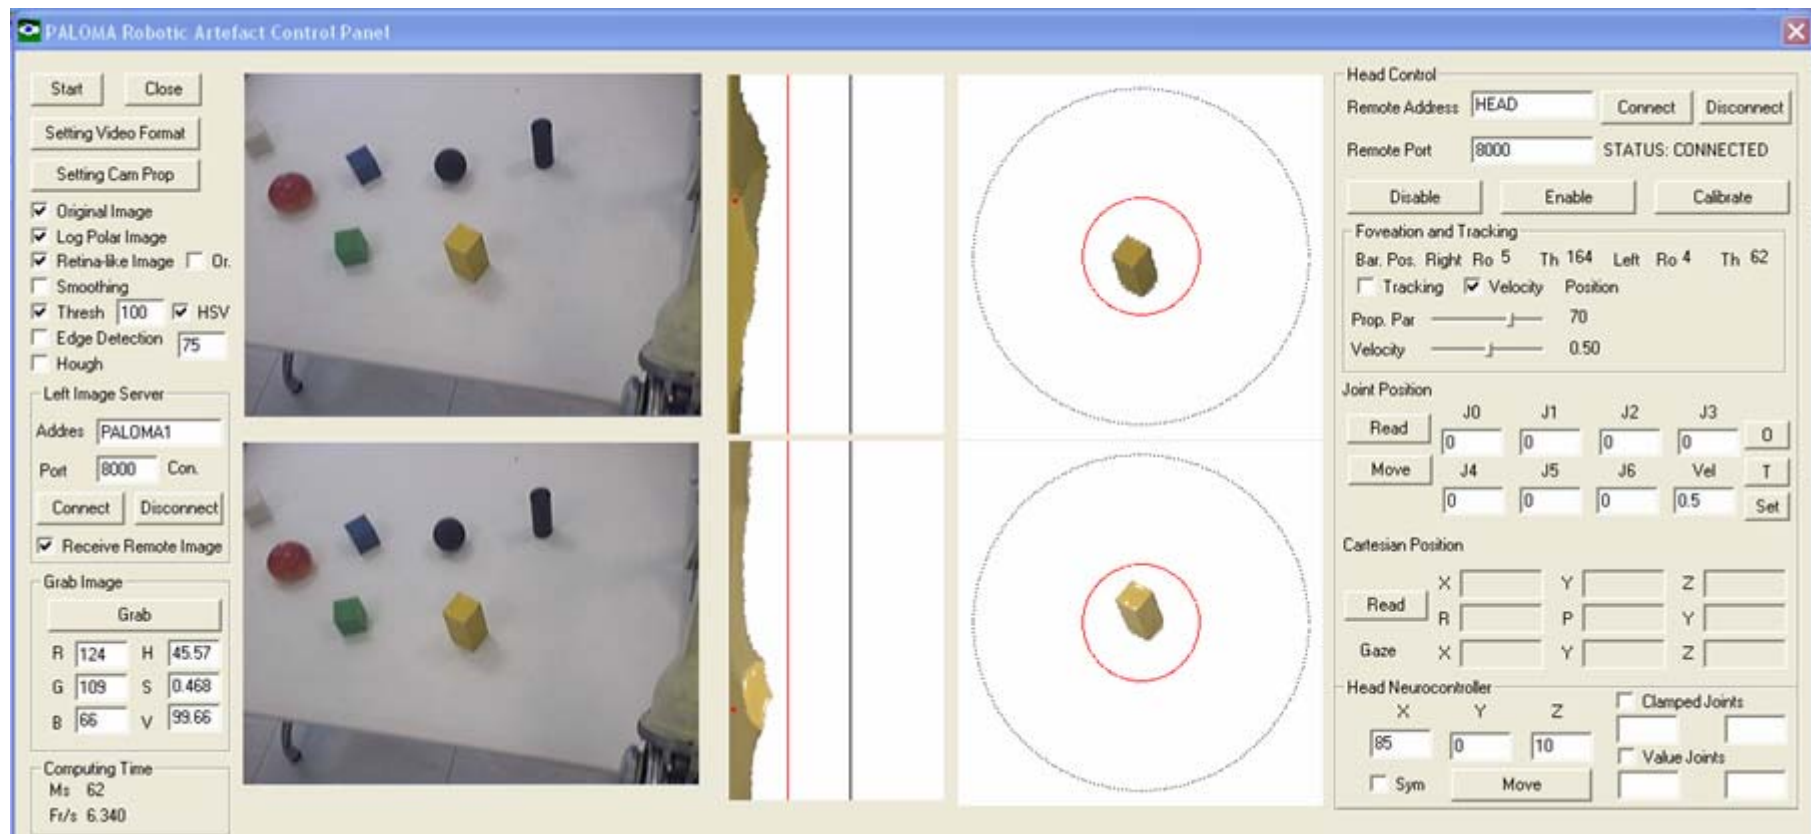 PALOMA Robotic Artefact Control Panel
Start Close
Setting Video Format
Setting Cam Prop
Original Image
Log Polar Image
Retina-like Image Or.
Smoothing
Thresh 100 HSV
Edge Detection 75
Hough
Left Image Server
Addres PALOMA1
Port 8000 Con.
Connect Disconnect
Receive Remote Image
Grab Image
Grab
R 124 H 45.57
G 109 S 0.468
B 66 V 99.66
Computing Time
Ms 62
Fr/s 6.340
Head Control
Remote Address HEAD Connect Disconnect
Remote Port 8000 STATUS: CONNECTED
Disable Enable Calibrate
Foveation and Tracking
Bar. Pos. Right Ro 5 Th 164 Left Ro 4 Th 62
Tracking Velocity Position
Prop. Par 70
Velocity 0.50
Joint Position
J0 J1 J2 J3
Read 0 0 0 0 0
Move J4 J5 J6 Vel T
0 0 0 0.5 Set
Cartesian Position
X Y Z
Read R P Y
Gaze X Y Z
Head Neurocontroller
X Y Z Clamped Joints
85 0 10
Value Joints
Sym Move